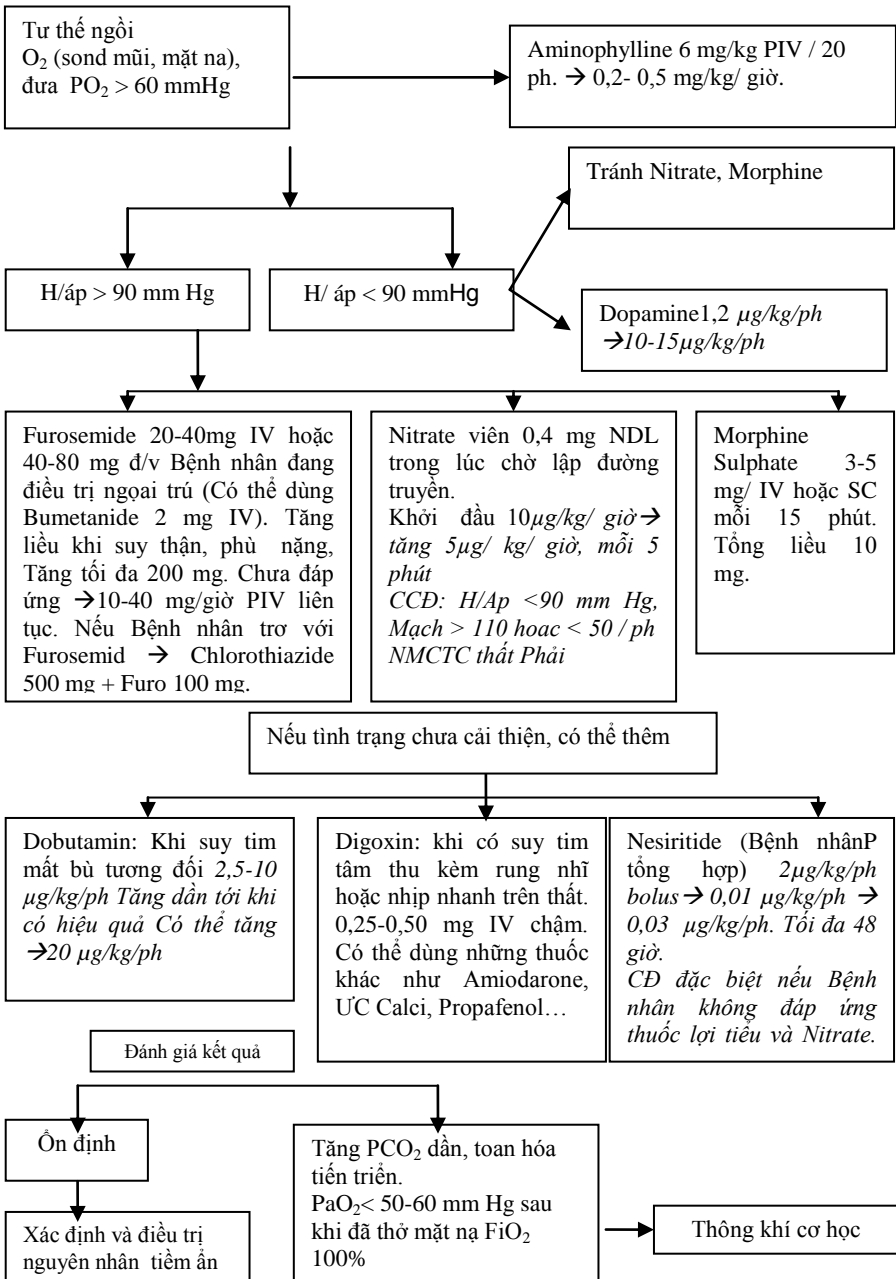 Tư thế ngồi
O₂ (sond mũi, mặt na),
đưa PO₂ > 60 mmHg
Aminophylline 6 mg/kg PIV / 20
ph. → 0,2- 0,5 mg/kg/ giờ.
Tránh Nitrate, Morphine
H/áp > 90 mm Hg
H/ áp < 90 mmHg
Dopamine1,2 µg/kg/ph
→10-15µg/kg/ph
Furosemide 20-40mg IV hoặc
40-80 mg đ/v Bệnh nhân đang
điều trị ngọai trú (Có thể dùng
Bumetanide 2 mg IV). Tăng
liều khi suy thận, phù nặng,
Tăng tối đa 200 mg. Chưa đáp
ứng →10-40 mg/giờ PIV liên
tục. Nếu Bệnh nhân trơ với
Furosemid → Chlorothiazide
500 mg + Furo 100 mg.
Nitrate viên 0,4 mg NDL
trong lúc chờ lập đường
truyền.
Khởi đầu 10µg/kg/ giờ→
tăng 5µg/ kg/ giờ, mỗi 5
phút
CCĐ: H/Ap <90 mm Hg,
Mạch > 110 hoac < 50 / ph
NMCTC thất Phải
Morphine
Sulphate 3-5
mg/ IV hoặc SC
mỗi 15 phút.
Tổng liều 10
mg.
Nếu tình trạng chưa cải thiện, có thể thêm
Dobutamin: Khi suy tim
mất bù tương đối 2,5-10
µg/kg/ph Tăng dần tới khi
có hiệu quả Có thể tăng
→20 µg/kg/ph
Digoxin: khi có suy tim
tâm thu kèm rung nhĩ
hoặc nhịp nhanh trên thất.
0,25-0,50 mg IV chậm.
Có thể dùng những thuốc
khác như Amiodarone,
ƯC Calci, Propafenol…
Nesiritide (Bệnh nhânP
tổng hợp) 2µg/kg/ph
bolus→ 0,01 µg/kg/ph →
0,03 µg/kg/ph. Tối đa 48
giờ.
CĐ đặc biệt nếu Bệnh
nhân không đáp ứng
thuốc lợi tiểu và Nitrate.
Đánh giá kết quả
Ổn định
Tăng PCO₂ dần, toan hóa
tiến triển.
PaO₂< 50-60 mm Hg sau
khi đã thở mặt nạ FiO₂
100%
Thông khí cơ học
Xác định và điều trị
nguyên nhân tiềm ẩn